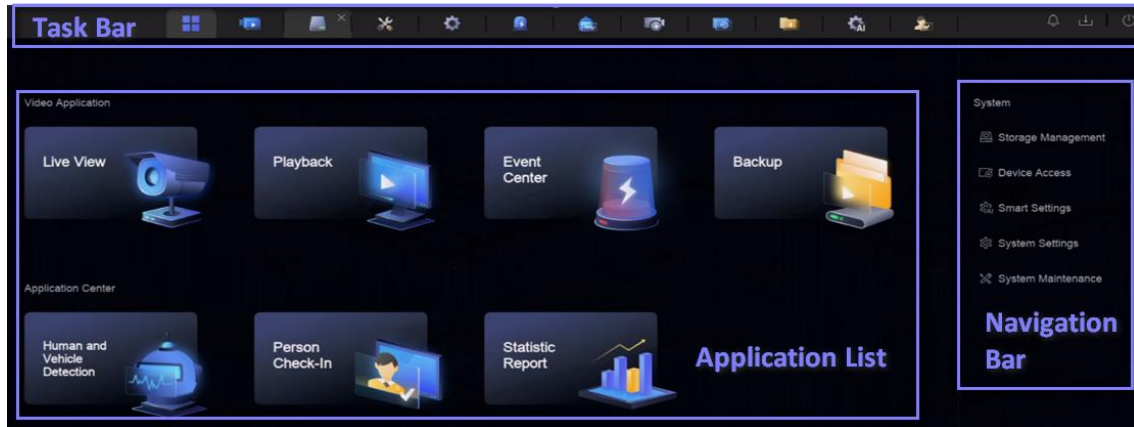 Task Bar
Video Application
Live View
Playback
Event
Center
Backup
Application Center
Human and
Vehicle
Detection
Person
Check-In
Statistic
Report
Application List
System
Storage Management
Device Access
Smart Settings
System Settings
System Maintenance
Navigation
Bar